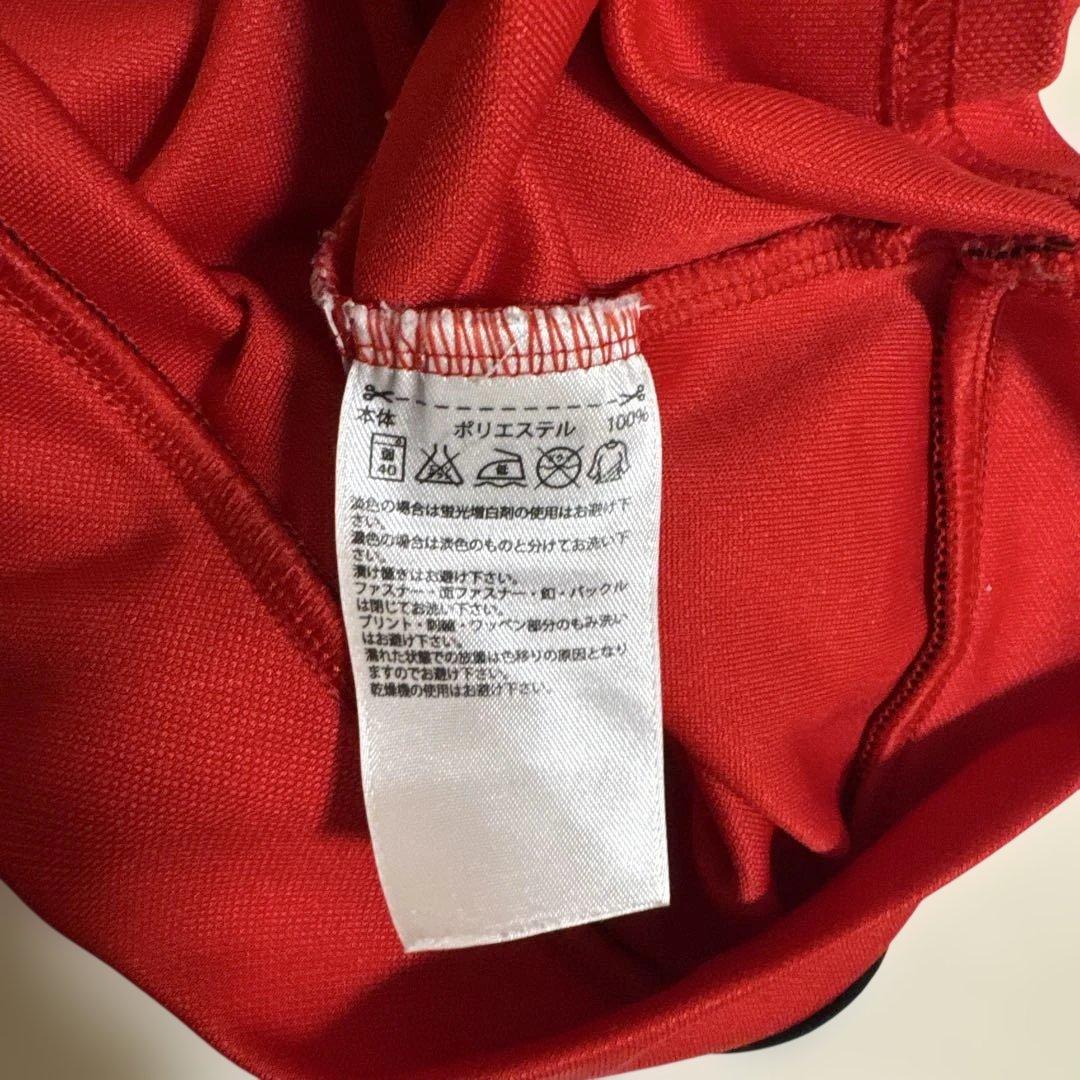 本体 ポリエステル 100%
弱 40
淡色の場合は蛍光増白剤の使用はお避け下
さい。
濃色の場合は淡色のものと分けてお洗い下
さい。
漬け置きはお避け下さい。
ファスナー・面ファスナー・釦・バックル
は閉じてお洗い下さい。
プリント・刺繍・ワッペン部分のもみ洗い
はお避け下さい。
濡れた状態での放置は色移りの原因となり
ますのでお避け下さい。
乾燥機の使用はお避け下さい。